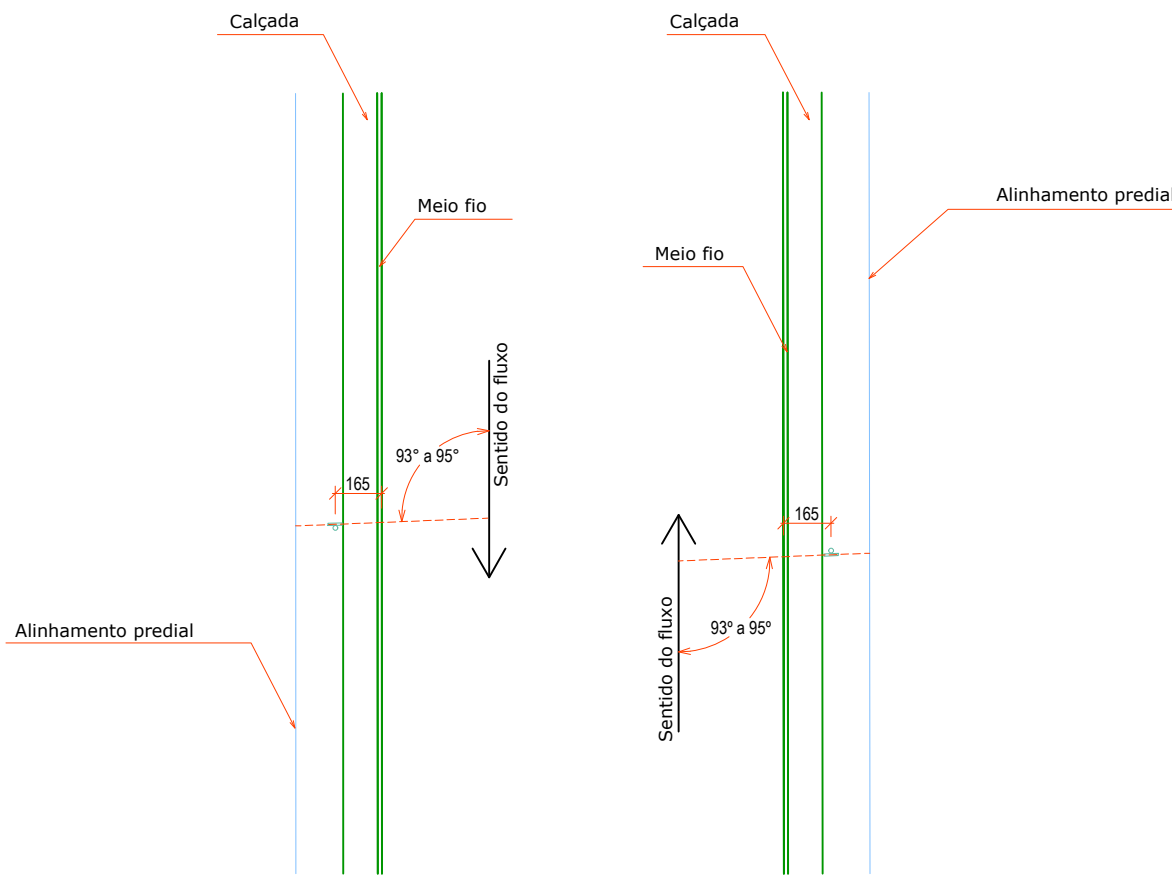 Calçada
Calçada
Alinhamento predial
Meio fio
Meio fio
Sentido do fluxo
93° a 95°
165
165
Sentido do fluxo
93º a 95º
Alinhamento predial